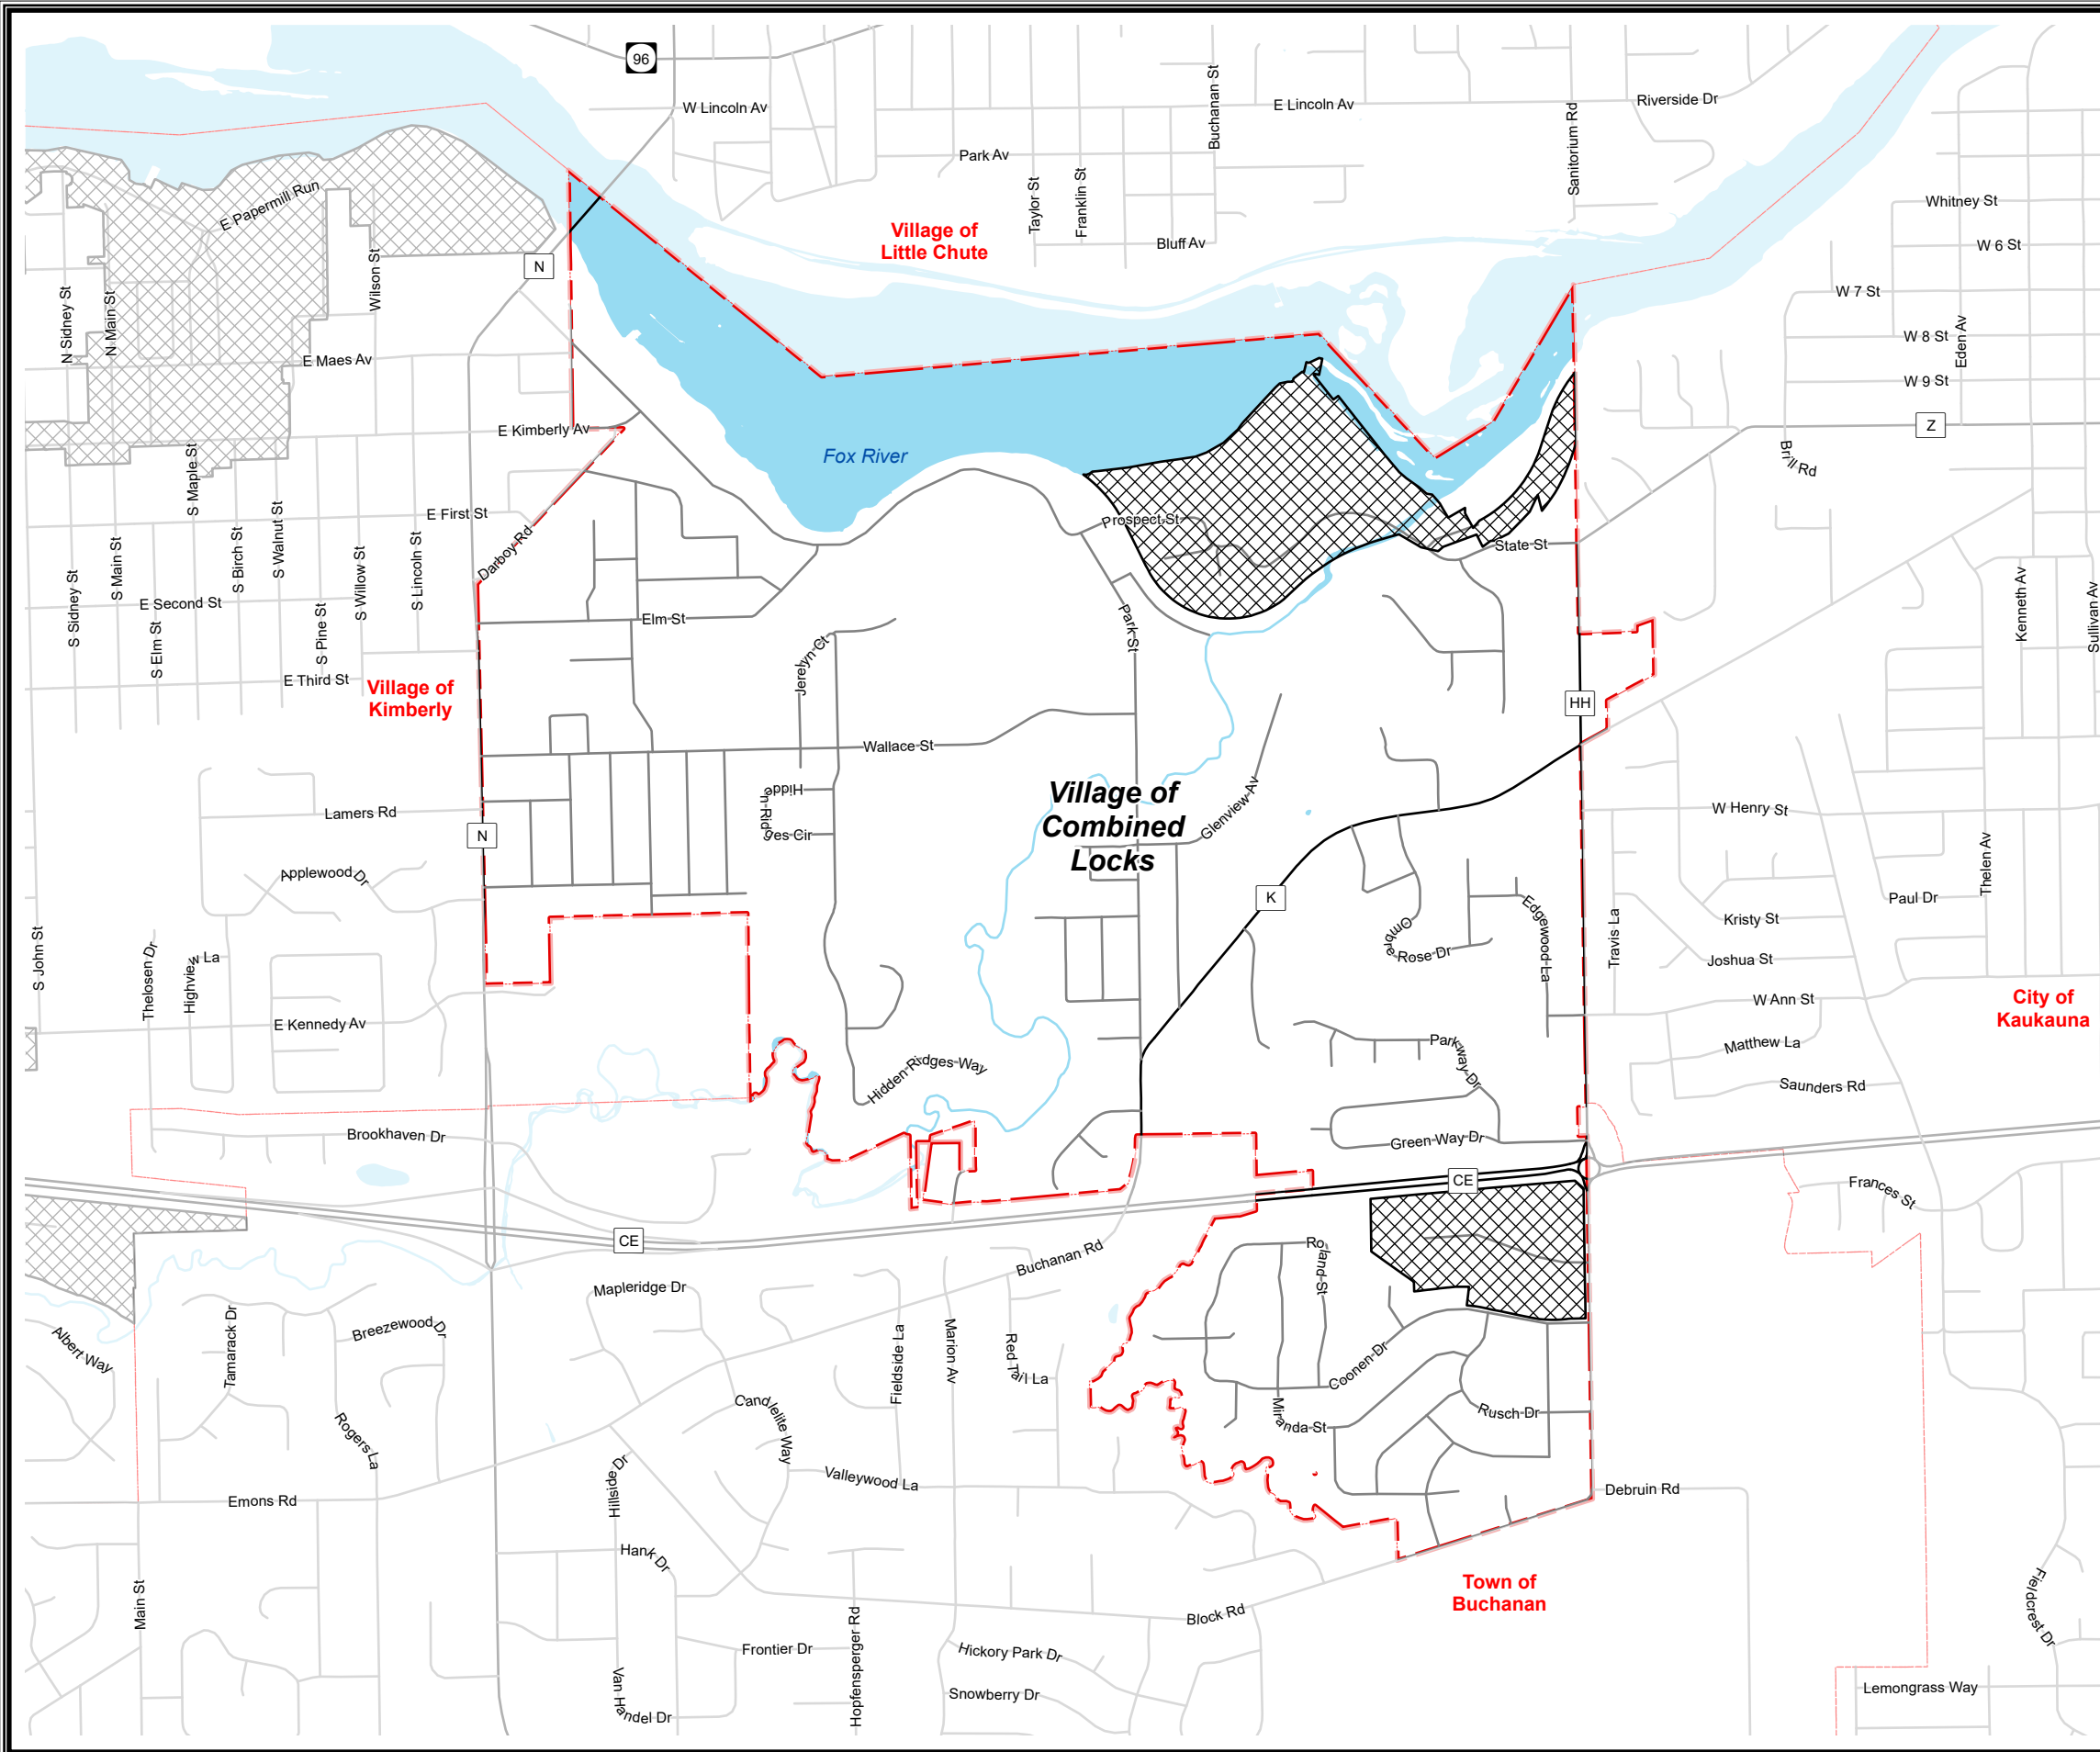 96
W Lincoln Av
Buchanan St
E Lincoln Av
Sanitorium Rd
Riverside Dr
Park Av
Taylor St
Franklin St
Bluff Av
Village of
Little Chute
E Papermill Run
Wilson St
N
N Sidney St
N Main St
E Maes Av
E Kimberly Av
Fox River
Whitney St
W 6 St
W 7 St
W 8 St
Eden Av
W 9 St
Z
Brill Rd
S Maple St
E First St
Darboy Rd
Prospect St
State St
S Sidney St
S Main St
S Birch St
S Walnut St
S Willow St
S Lincoln St
E Second St
S Elm St
S Pine St
E Third St
Elm St
Park St
Jerelyn Ct
Kenneth Av
Sullivan Av
Village of
Kimberly
HH
Wallace St
Hidden Ridges Cir
Village of
Combined
Locks
Glenview Av
Lamers Rd
N
W Henry St
Thelen Av
Applewood Dr
K
Ombre Rose Dr
Edgewood La
Travis La
Paul Dr
Kristy St
Joshua St
S John St
Thelosen Dr
Highview La
E Kennedy Av
W Ann St
City of
Kaukauna
Parkway Dr
Matthew La
Saunders Rd
Hidden Ridges Way
Brookhaven Dr
Green Way Dr
CE
CE
Frances St
Buchanan Rd
Roland St
Mapleridge Dr
Albert Way
Tamarack Dr
Breezewood Dr
Fieldside La
Marion Av
Red Tail La
Coonen Dr
Rogers La
Candlelite Way
Miranda St
Rusch Dr
Hillside Dr
Valleywood La
Emons Rd
Debruin Rd
Hank Dr
Main St
Town of
Buchanan
Block Rd
Fieldcrest Dr
Hopfensperger Rd
Frontier Dr
Hickory Park Dr
Van Handel Dr
Snowberry Dr
Lemongrass Way